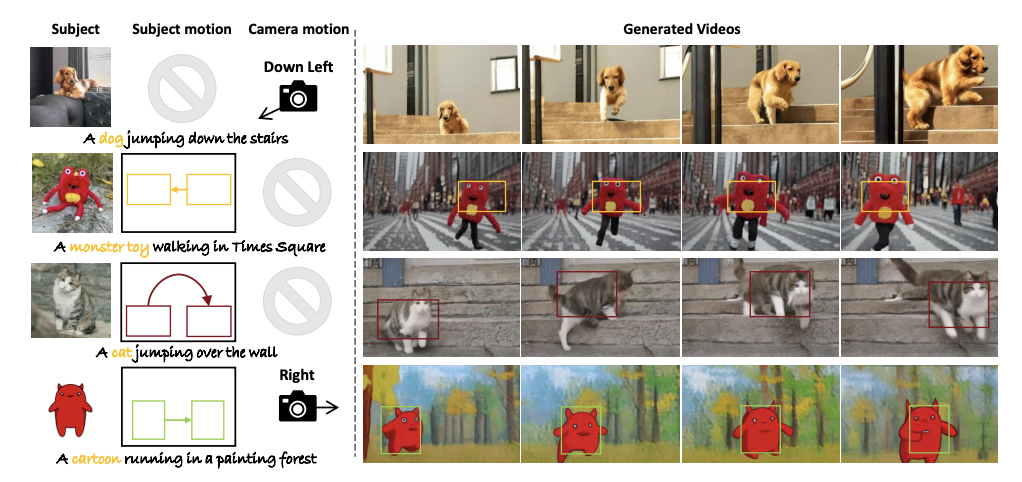 Subject Subject motion Camera motion Generated Videos
Down Left
A dog jumping down the stairs
A monster toy walking in Times Square
A cat jumping over the wall
Right
A cartoon running in a painting forest